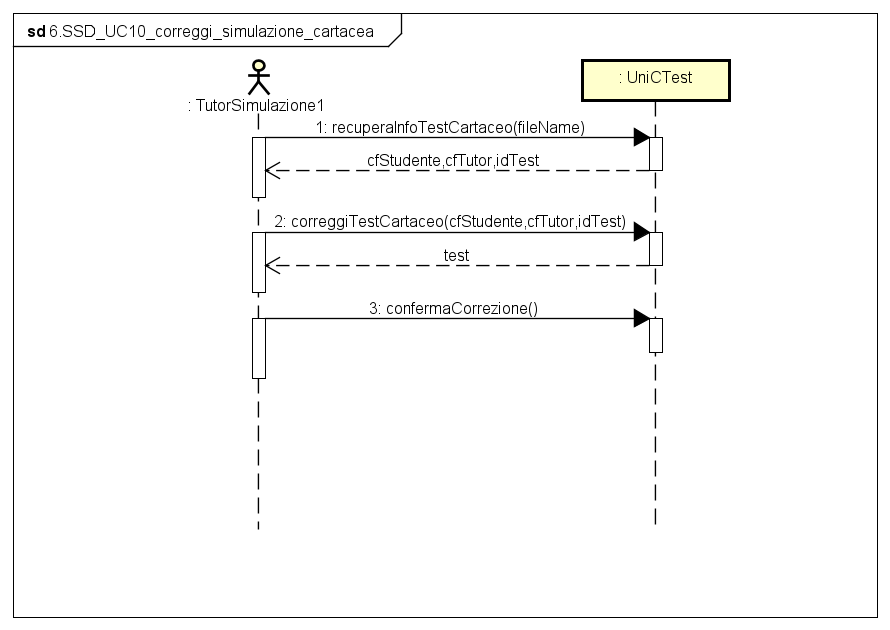 sd 6.SSD_UC10_correggi_simulazione_cartacea
: TutorSimulazione1
: UniCTest
1: recuperaInfoTestCartaceo(fileName)
cfStudente,cfTutor,idTest
2: correggiTestCartaceo(cfStudente,cfTutor,idTest)
test
3: confermaCorrezione()